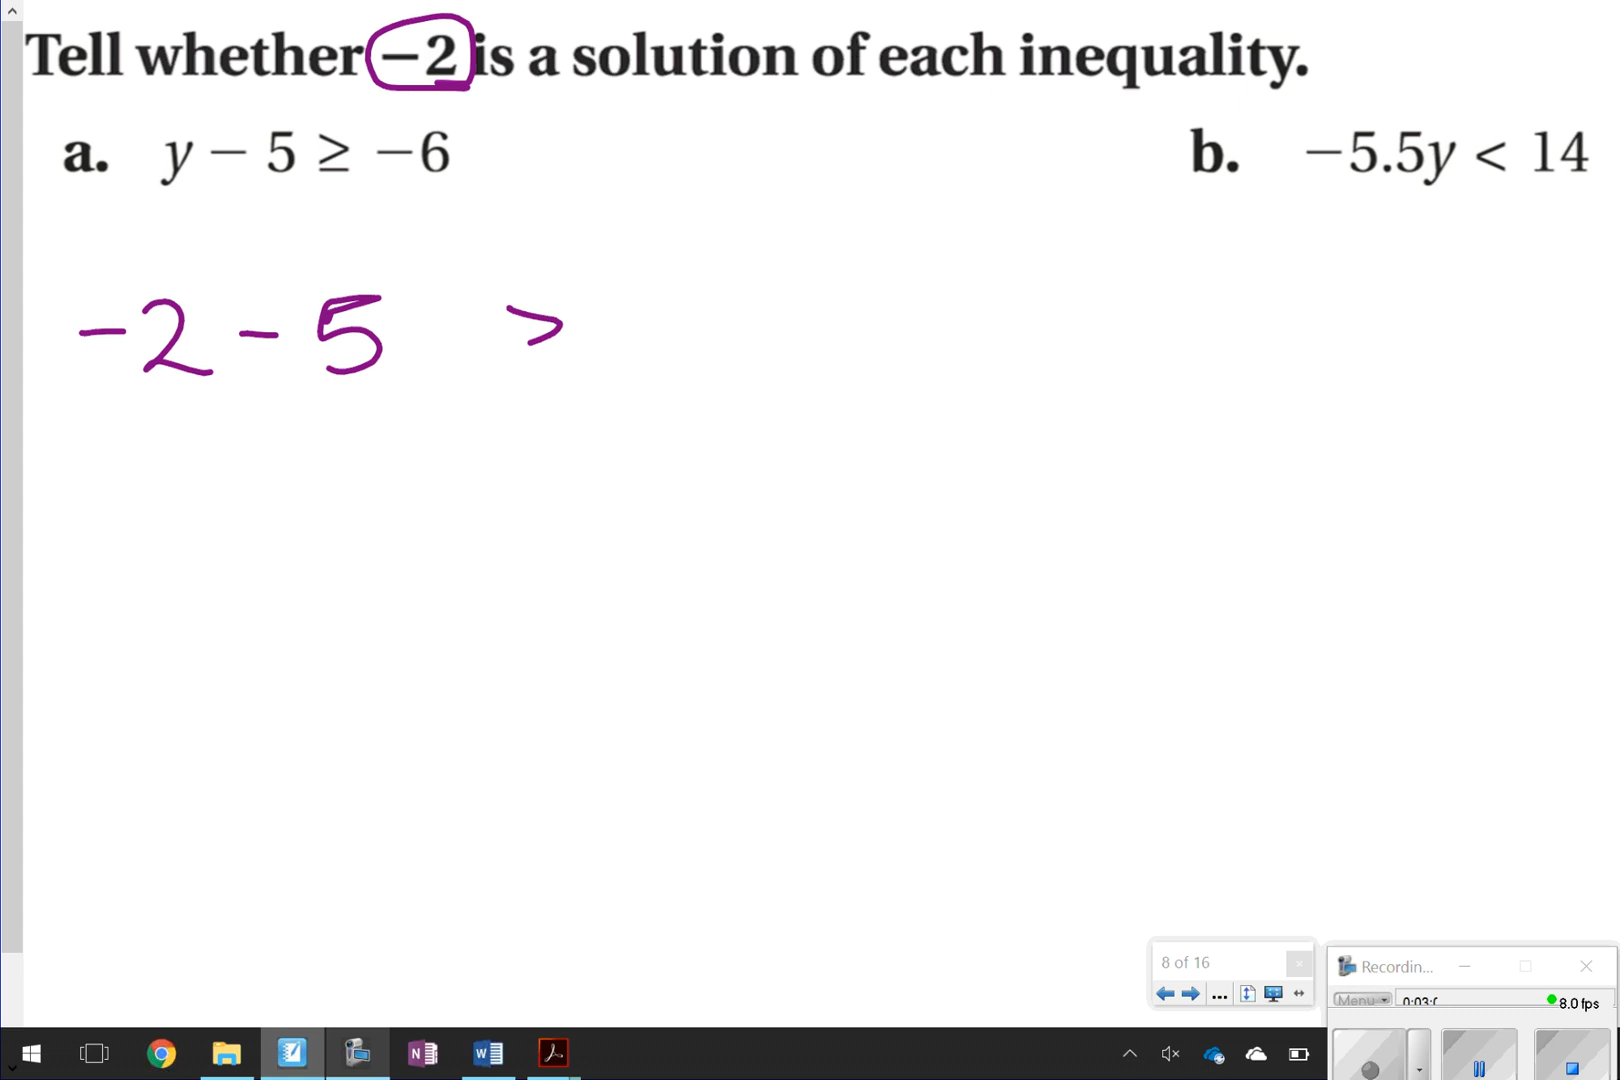 Tell whether −2 is a solution of each inequality.
a. y − 5 ≥ −6
b. −5.5y < 14
-2 - 5 >
8 of 16
...
Recordin...
Menu
8.0 fps